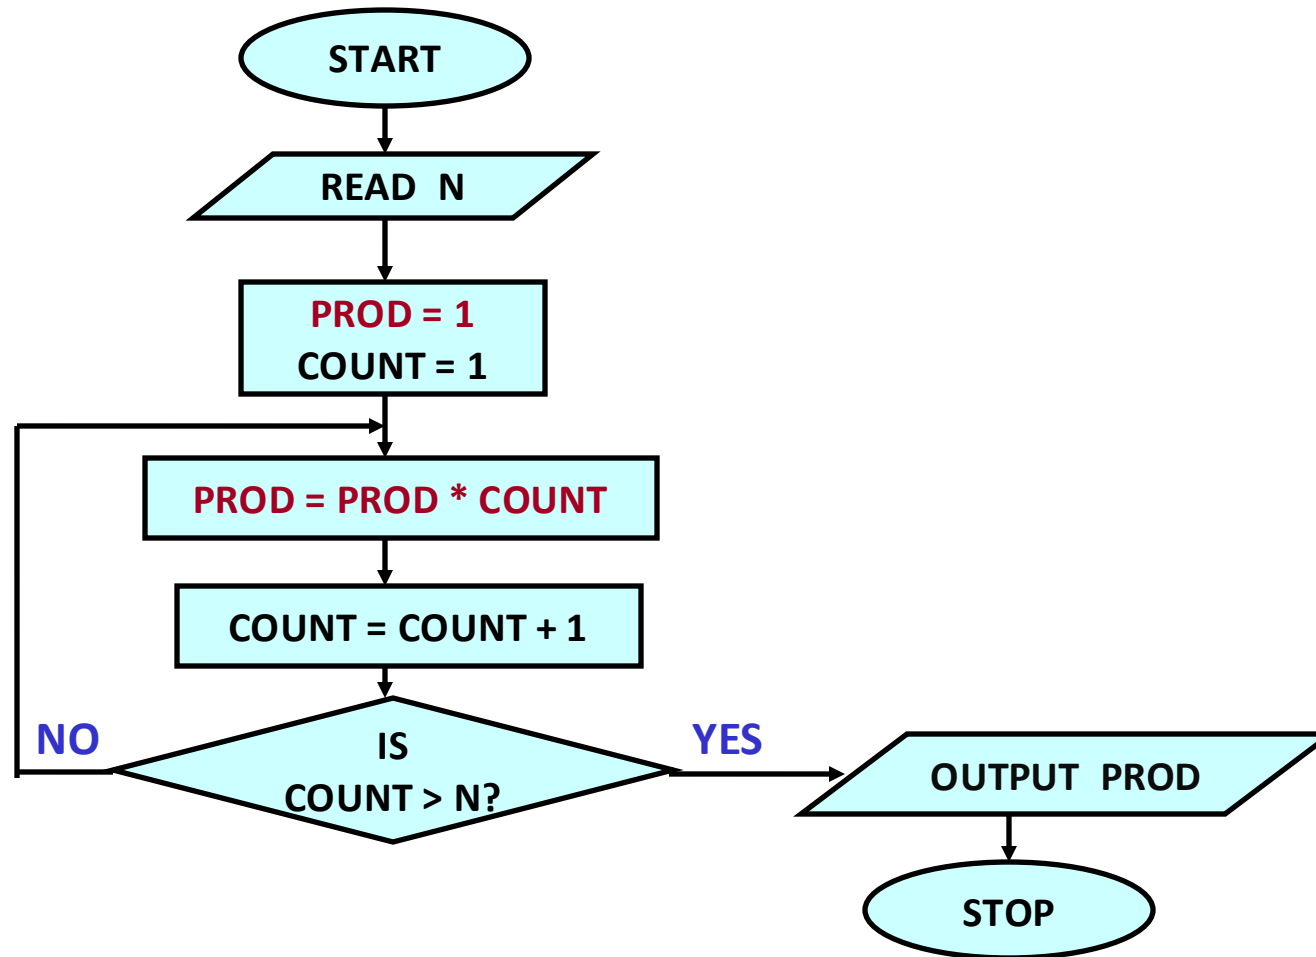 START
READ N
PROD = 1
COUNT = 1
PROD = PROD * COUNT
COUNT = COUNT + 1
NO
IS
COUNT > N?
YES
OUTPUT PROD
STOP